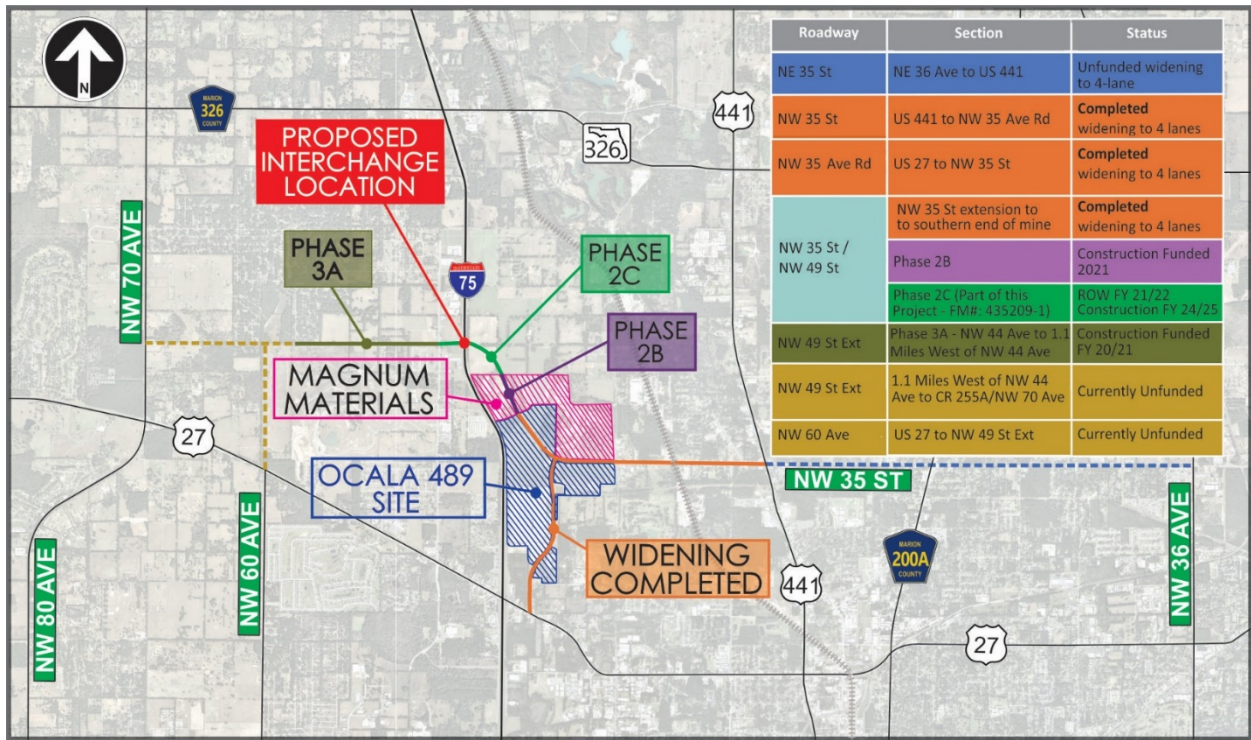 N
MARION
326
COUNTY
PROPOSED
INTERCHANGE
LOCATION
326
441
INTERSTATE
75
PHASE
3A
PHASE
2C
PHASE
2B
NW 70 AVE
MAGNUM
MATERIALS
27
OCALA 489
SITE
NW 35 ST
WIDENING
COMPLETED
NW 80 AVE
NW 60 AVE
441
MARION
200A
COUNTY
NW 36 AVE
27
Roadway Section Status
NE 35 St NE 36 Ave to US 441 Unfunded widening
to 4-lane
NW 35 St US 441 to NW 35 Ave Rd Completed
widening to 4 lanes
NW 35 Ave Rd US 27 to NW 35 St Completed
widening to 4 lanes
NW 35 St /
NW 49 St
NW 35 St extension to
to southern end of mine
Completed
widening to 4 lanes
Phase 2B Construction Funded
2021
Phase 2C (Part of this
Project - FM#: 435209-1)
ROW FY 21/22
Construction FY 24/25
NW 49 St Ext Phase 3A - NW 44 Ave to 1.1
Miles West of NW 44 Ave
Construction Funded
FY 20/21
NW 49 St Ext 1.1 Miles West of NW 44
Ave to CR 255A/NW 70 Ave
Currently Unfunded
NW 60 Ave US 27 to NW 49 St Ext Currently Unfunded